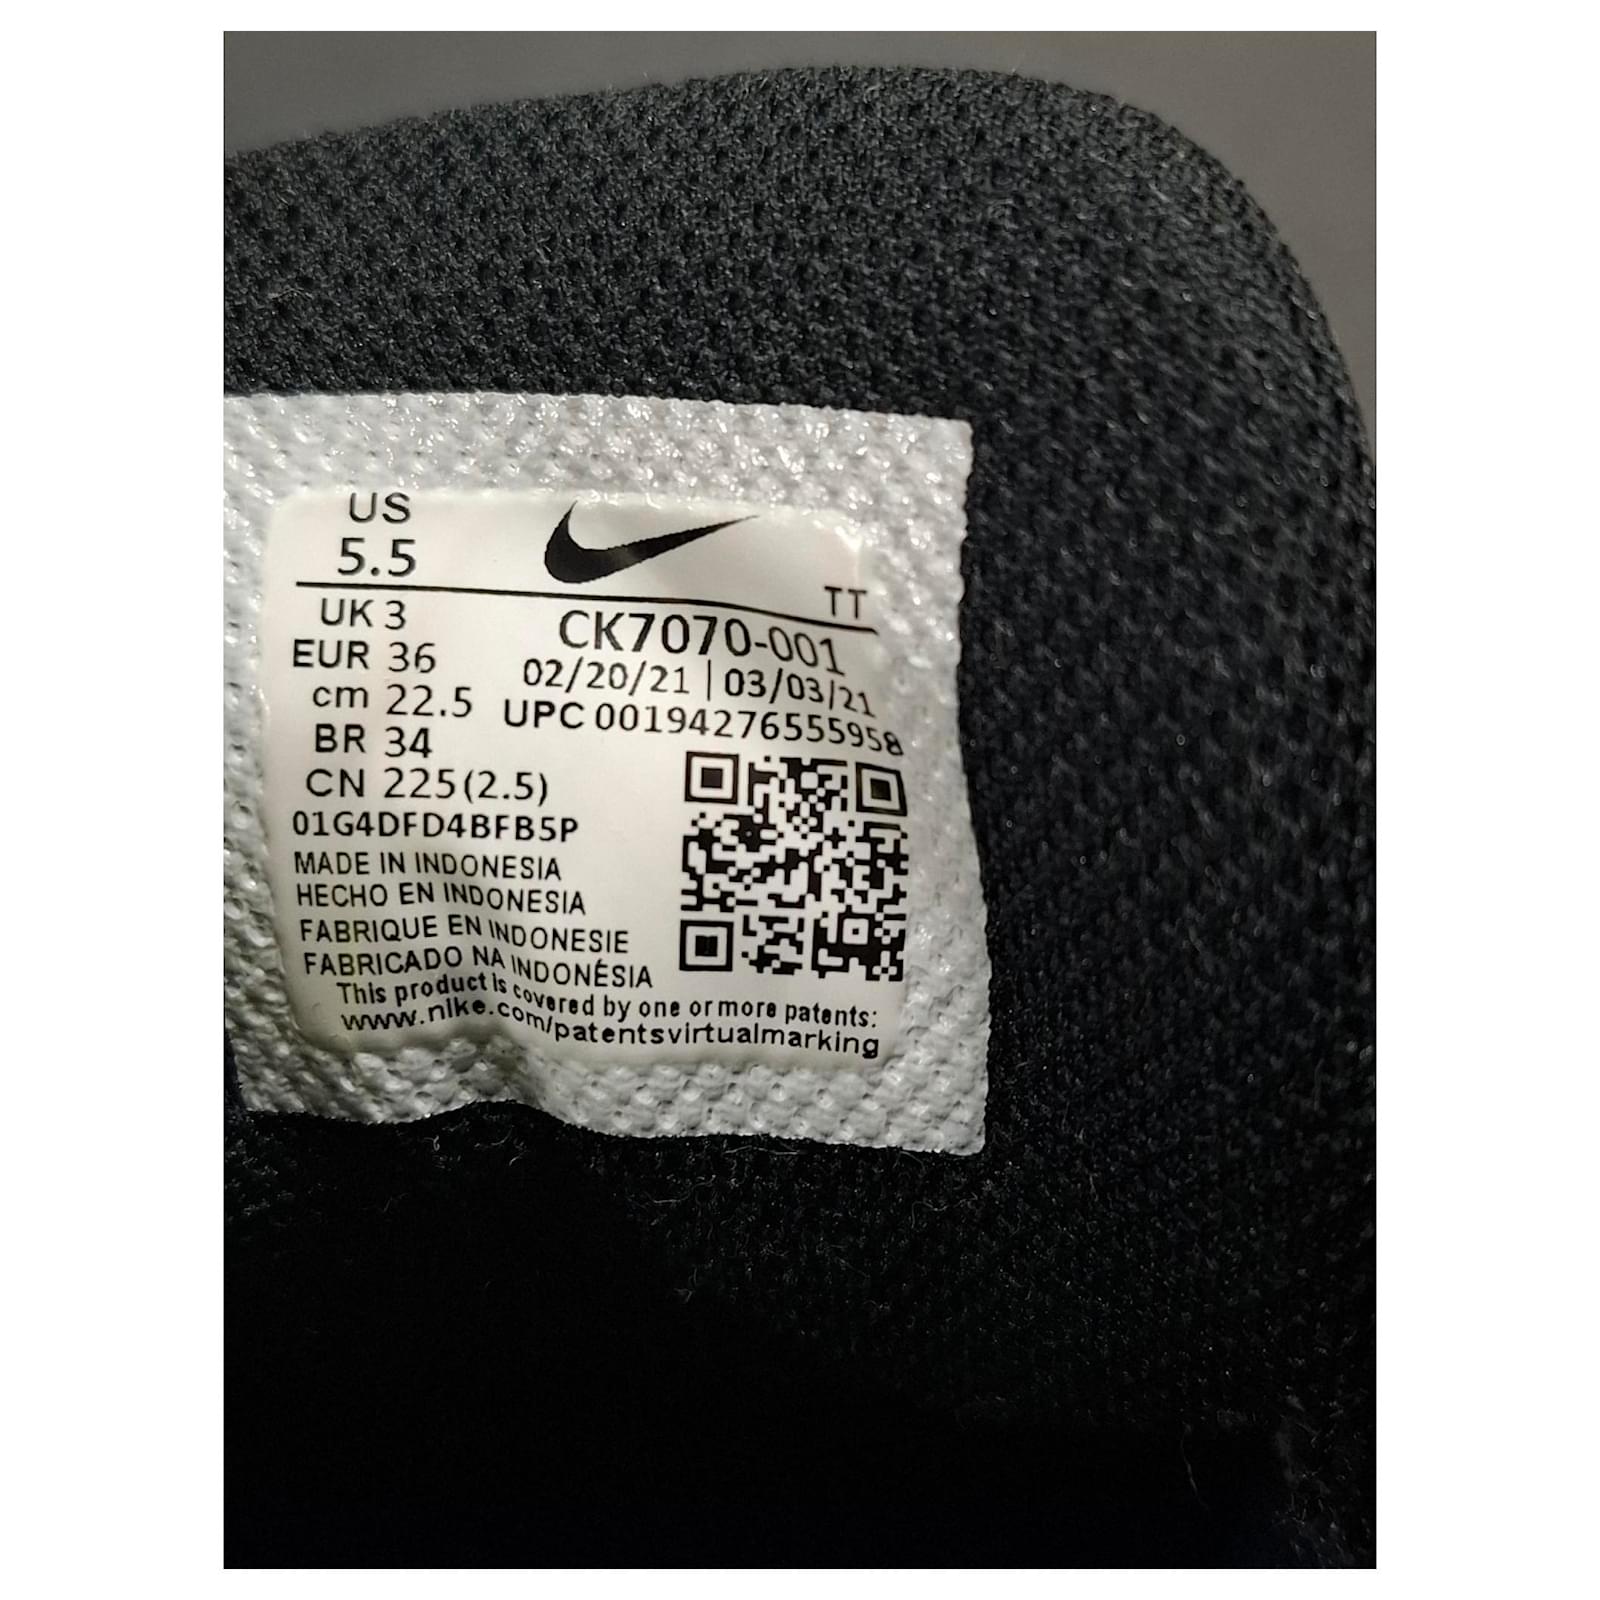 US
5.5
TT
UK 3
EUR 36
cm 22.5
BR 34
CN 225(2.5)
CK7070-001
02/20/21 | 03/03/21
UPC 00194276555958
01G4DFD4BFB5P
MADE IN INDONESIA
HECHO EN INDONESIA
FABRIQUE EN INDONESIE
FABRICADO NA INDONÉSIA
This product is covered by one or more patents:
www.nike.com/patentsvirtualmarking